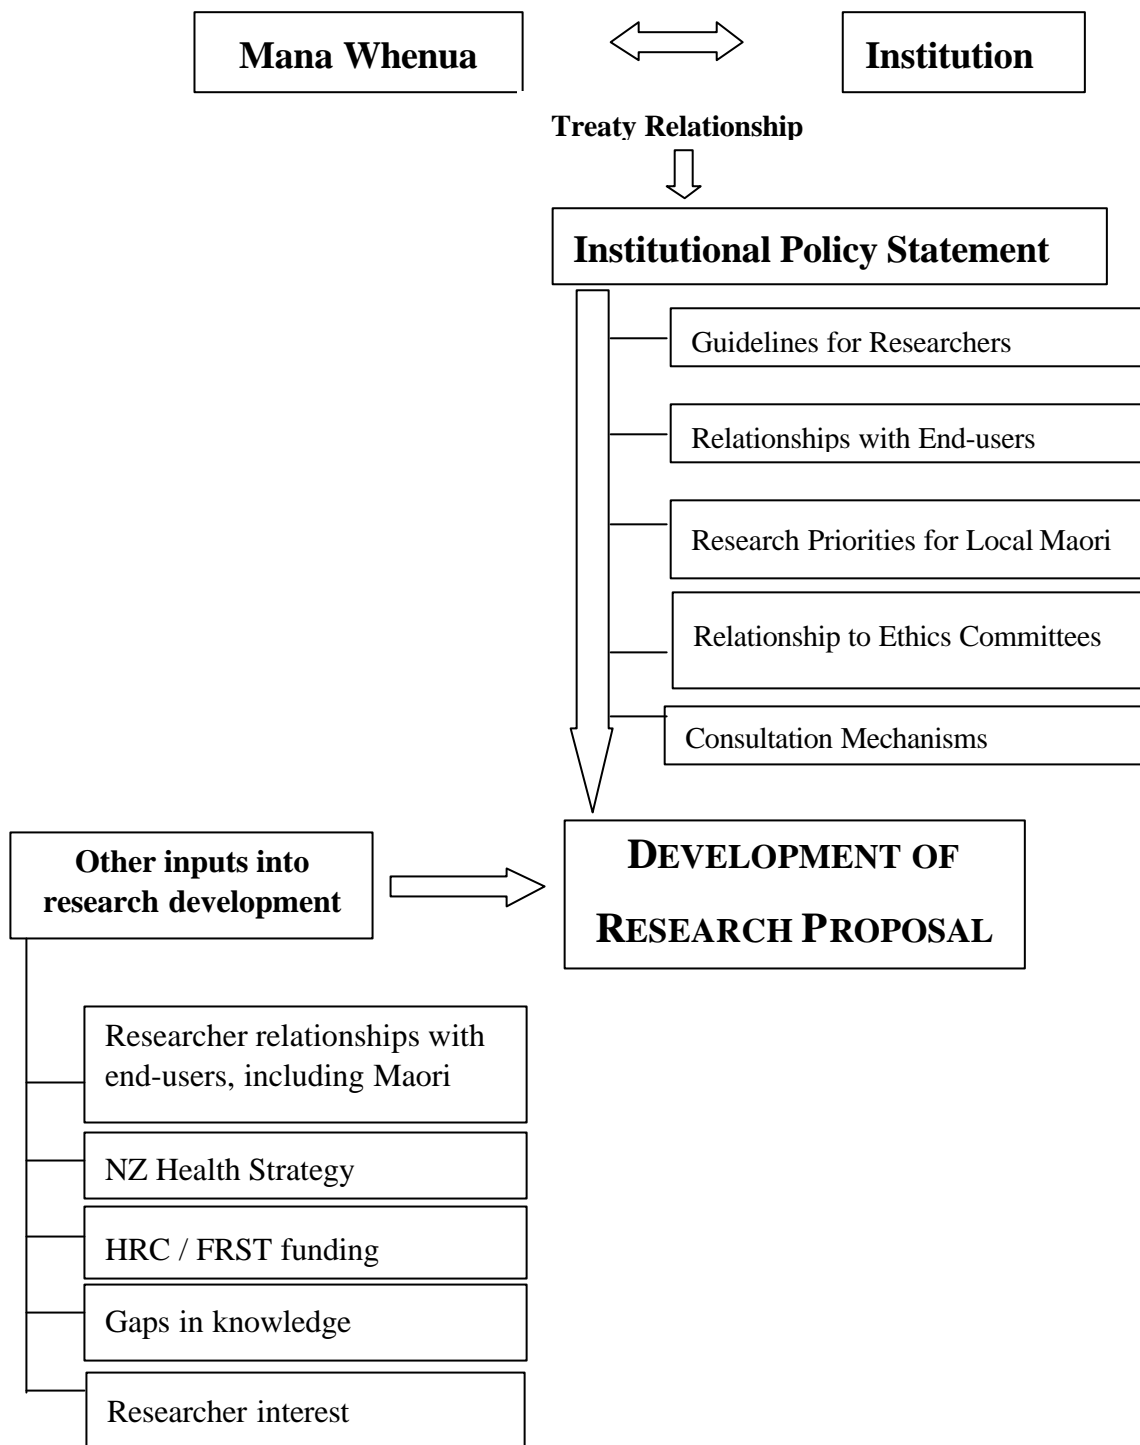 Mana Whenua
Institution
Treaty Relationship
Institutional Policy Statement
Guidelines for Researchers
Relationships with End-users
Research Priorities for Local Maori
Relationship to Ethics Committees
Consultation Mechanisms
Other inputs into
research development
DEVELOPMENT OF
RESEARCH PROPOSAL
Researcher relationships with
end-users, including Maori
NZ Health Strategy
HRC / FRST funding
Gaps in knowledge
Researcher interest